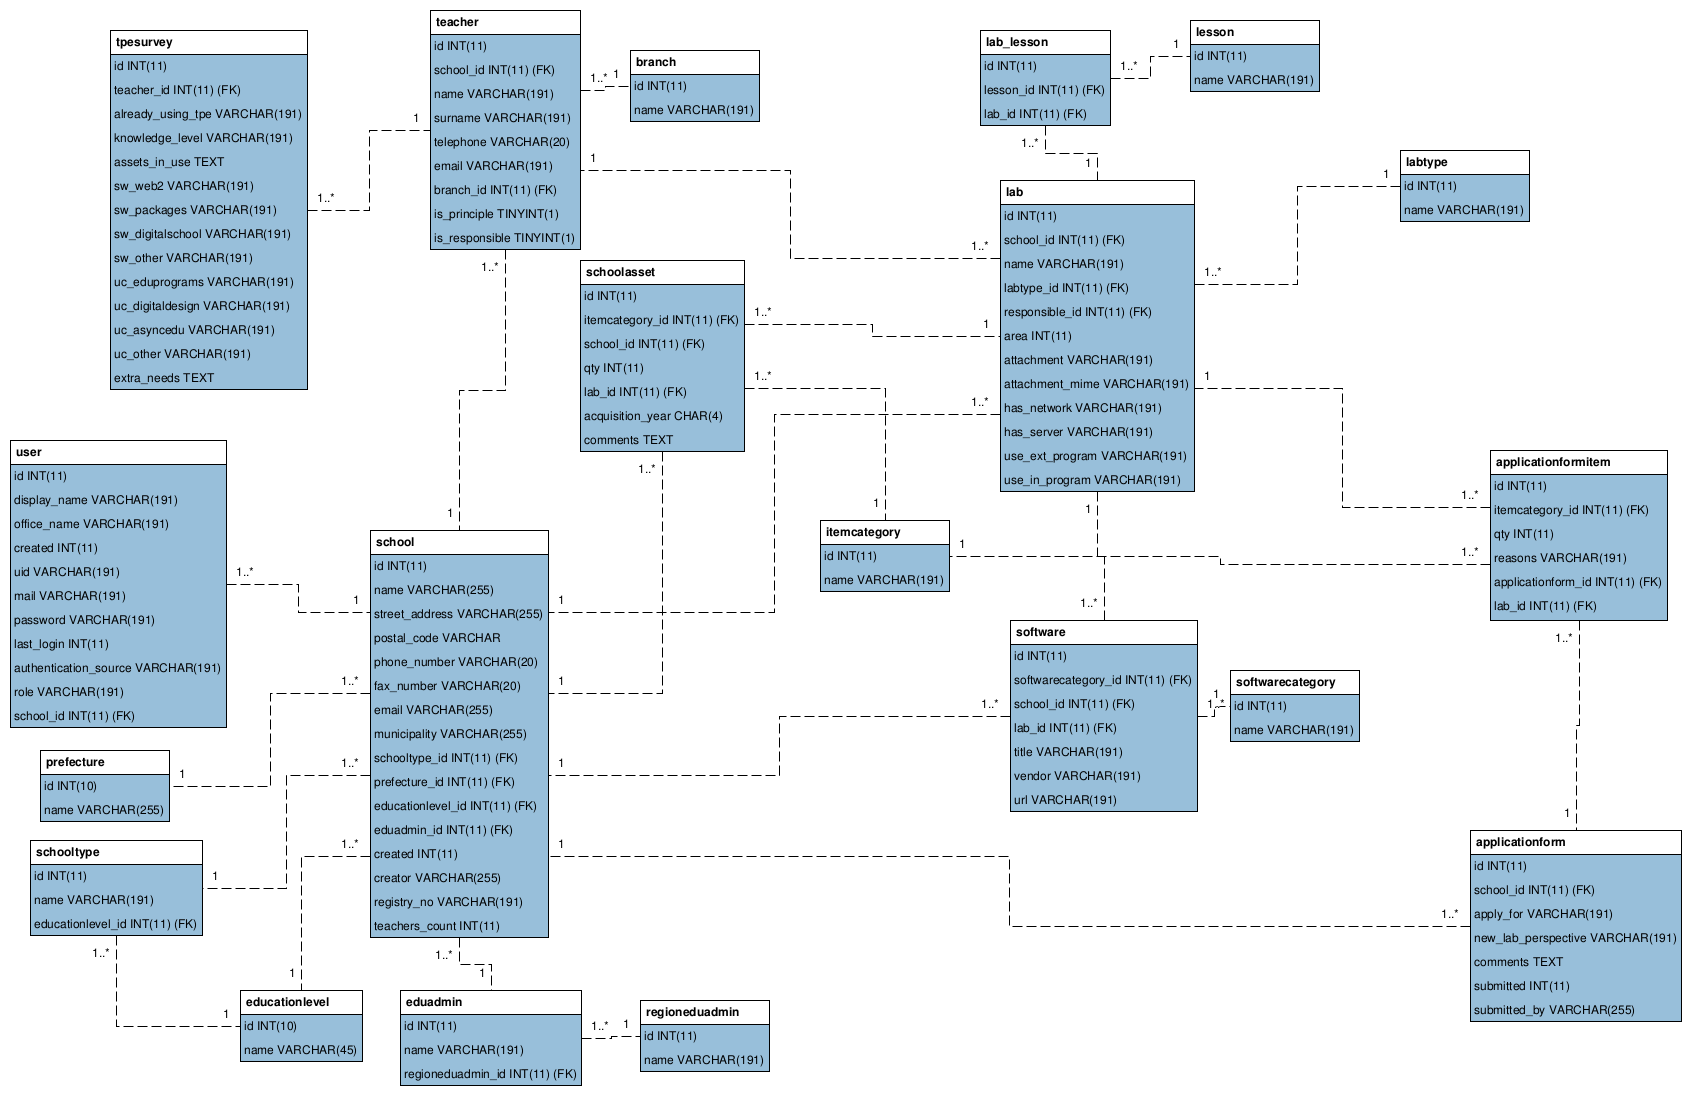 tpesurvey
id INT(11)
teacher_id INT(11) (FK)
already_using_tpe VARCHAR(191)
knowledge_level VARCHAR(191)
assets_in_use TEXT
sw_web2 VARCHAR(191)
sw_packages VARCHAR(191)
sw_digitalschool VARCHAR(191)
sw_other VARCHAR(191)
uc_eduprograms VARCHAR(191)
uc_digitaldesign VARCHAR(191)
uc_asyncedu VARCHAR(191)
uc_other VARCHAR(191)
extra_needs TEXT
1..*
1
teacher
id INT(11)
school_id INT(11) (FK)
name VARCHAR(191)
surname VARCHAR(191)
telephone VARCHAR(20)
email VARCHAR(191)
branch_id INT(11) (FK)
is_principle TINYINT(1)
is_responsible TINYINT(1)
1..*
1
1
1..*
1..*
1
branch
id INT(11)
name VARCHAR(191)
lab_lesson
id INT(11)
lesson_id INT(11) (FK)
lab_id INT(11) (FK)
1..*
1
1..*
1
lesson
id INT(11)
name VARCHAR(191)
labtype
id INT(11)
name VARCHAR(191)
1
1..*
lab
id INT(11)
school_id INT(11) (FK)
name VARCHAR(191)
labtype_id INT(11) (FK)
responsible_id INT(11) (FK)
area INT(11)
attachment VARCHAR(191)
attachment_mime VARCHAR(191)
has_network VARCHAR(191)
has_server VARCHAR(191)
use_ext_program VARCHAR(191)
use_in_program VARCHAR(191)
schoolasset
id INT(11)
itemcategory_id INT(11) (FK)
school_id INT(11) (FK)
qty INT(11)
lab_id INT(11) (FK)
acquisition_year CHAR(4)
comments TEXT
1..*
1
1..*
1
1..*
1
1..*
1
1
1..*
user
id INT(11)
display_name VARCHAR(191)
office_name VARCHAR(191)
created INT(11)
uid VARCHAR(191)
mail VARCHAR(191)
password VARCHAR(191)
last_login INT(11)
authentication_source VARCHAR(191)
role VARCHAR(191)
school_id INT(11) (FK)
1..*
1
itemcategory
id INT(11)
name VARCHAR(191)
1
1..*
applicationformitem
id INT(11)
itemcategory_id INT(11) (FK)
qty INT(11)
reasons VARCHAR(191)
applicationform_id INT(11) (FK)
lab_id INT(11) (FK)
1..*
1
school
id INT(11)
name VARCHAR(255)
street_address VARCHAR(255)
postal_code VARCHAR
phone_number VARCHAR(20)
fax_number VARCHAR(20)
email VARCHAR(255)
municipality VARCHAR(255)
schooltype_id INT(11) (FK)
prefecture_id INT(11) (FK)
educationlevel_id INT(11) (FK)
eduadmin_id INT(11) (FK)
created INT(11)
creator VARCHAR(255)
registry_no VARCHAR(191)
teachers_count INT(11)
1
1..*
software
id INT(11)
softwarecategory_id INT(11) (FK)
school_id INT(11) (FK)
lab_id INT(11) (FK)
title VARCHAR(191)
vendor VARCHAR(191)
url VARCHAR(191)
1
1..*
softwarecategory
id INT(11)
name VARCHAR(191)
1
1..*
prefecture
id INT(10)
name VARCHAR(255)
1
1..*
schooltype
id INT(11)
name VARCHAR(191)
educationlevel_id INT(11) (FK)
1
1..*
1..*
1
1..*
1
educationlevel
id INT(10)
name VARCHAR(45)
1..*
1
eduadmin
id INT(11)
name VARCHAR(191)
regioneduadmin_id INT(11) (FK)
1..*
1
regioneduadmin
id INT(11)
name VARCHAR(191)
1
1..*
applicationform
id INT(11)
school_id INT(11) (FK)
apply_for VARCHAR(191)
new_lab_perspective VARCHAR(191)
comments TEXT
submitted INT(11)
submitted_by VARCHAR(255)